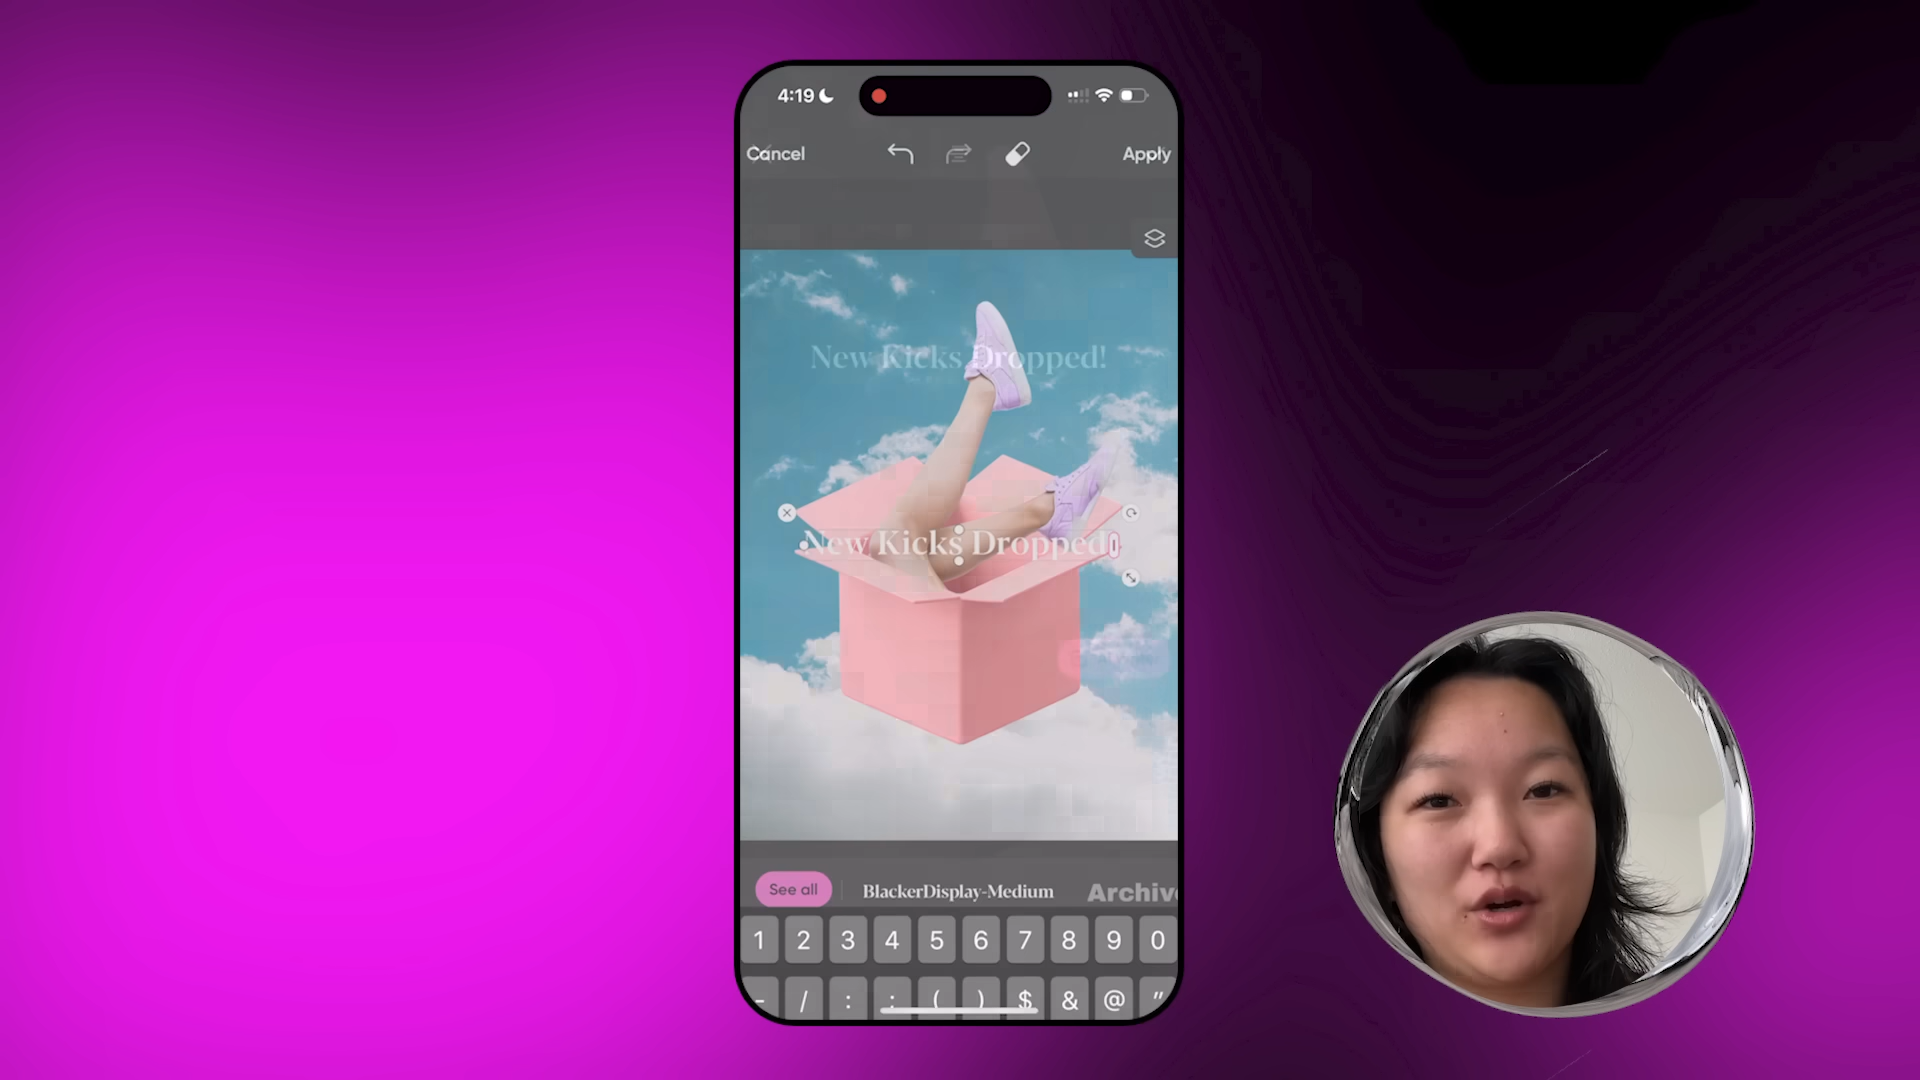 4:19
Cancel
Apply
New Kicks Dropped!
New Kicks Dropped!
See all
BlackerDisplay-Medium
Archiv
1 2 3 4 5 6 7 8 9 0
- / : ; ( ) $ & @ "